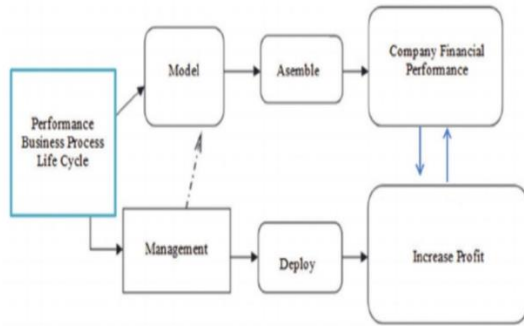 Performance
Business Process
Life Cycle
Model
Asemble
Company Financial
Performance
Management
Deploy
Increase Profit